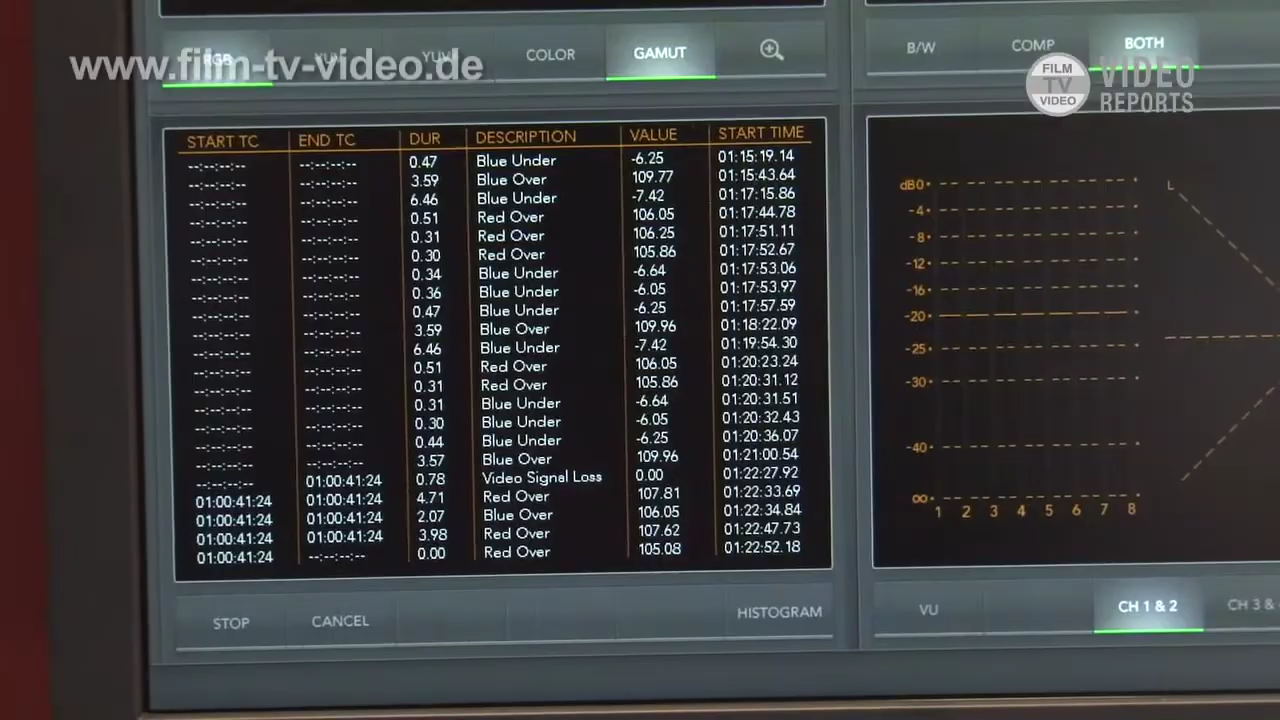 www.film-tv-video.de
RGB YUV YUV COLOR GAMUT
B/W COMP BOTH
FILM TV VIDEO VIDEO REPORTS
START TC END TC DUR DESCRIPTION VALUE START TIME
--:--:--:-- --:--:--:-- 0.47 Blue Under -6.25 01:15:19.14
--:--:--:-- --:--:--:-- 3.59 Blue Over 109.77 01:15:43.64
--:--:--:-- --:--:--:-- 6.46 Blue Under -7.42 01:17:15.86
--:--:--:-- --:--:--:-- 0.51 Red Over 106.05 01:17:44.78
--:--:--:-- --:--:--:-- 0.31 Red Over 106.25 01:17:51.11
--:--:--:-- --:--:--:-- 0.30 Red Over 105.86 01:17:52.67
--:--:--:-- --:--:--:-- 0.34 Blue Under -6.64 01:17:53.06
--:--:--:-- --:--:--:-- 0.36 Blue Under -6.05 01:17:53.97
--:--:--:-- --:--:--:-- 0.47 Blue Under -6.25 01:17:57.59
--:--:--:-- --:--:--:-- 3.59 Blue Over 109.96 01:18:22.09
--:--:--:-- --:--:--:-- 6.46 Blue Under -7.42 01:19:54.30
--:--:--:-- --:--:--:-- 0.51 Red Over 106.05 01:20:23.24
--:--:--:-- --:--:--:-- 0.31 Red Over 105.86 01:20:31.12
--:--:--:-- --:--:--:-- 0.31 Blue Under -6.64 01:20:31.51
--:--:--:-- --:--:--:-- 0.30 Blue Under -6.05 01:20:32.43
--:--:--:-- --:--:--:-- 0.44 Blue Under -6.25 01:20:36.07
--:--:--:-- --:--:--:-- 3.57 Blue Over 109.96 01:21:00.54
--:--:--:-- 01:00:41:24 0.78 Video Signal Loss 0.00 01:22:27.92
01:00:41:24 01:00:41:24 4.71 Red Over 107.81 01:22:33.69
01:00:41:24 01:00:41:24 2.07 Blue Over 106.05 01:22:34.84
01:00:41:24 01:00:41:24 3.98 Red Over 107.62 01:22:47.73
01:00:41:24 --:--:--:-- 0.00 Red Over 105.08 01:22:52.18
dB0
-4
-8
-12
-16
-20
-25
-30
-40
∞
1 2 3 4 5 6 7 8
L
STOP CANCEL HISTOGRAM
VU CH 1 & 2 CH 3 &